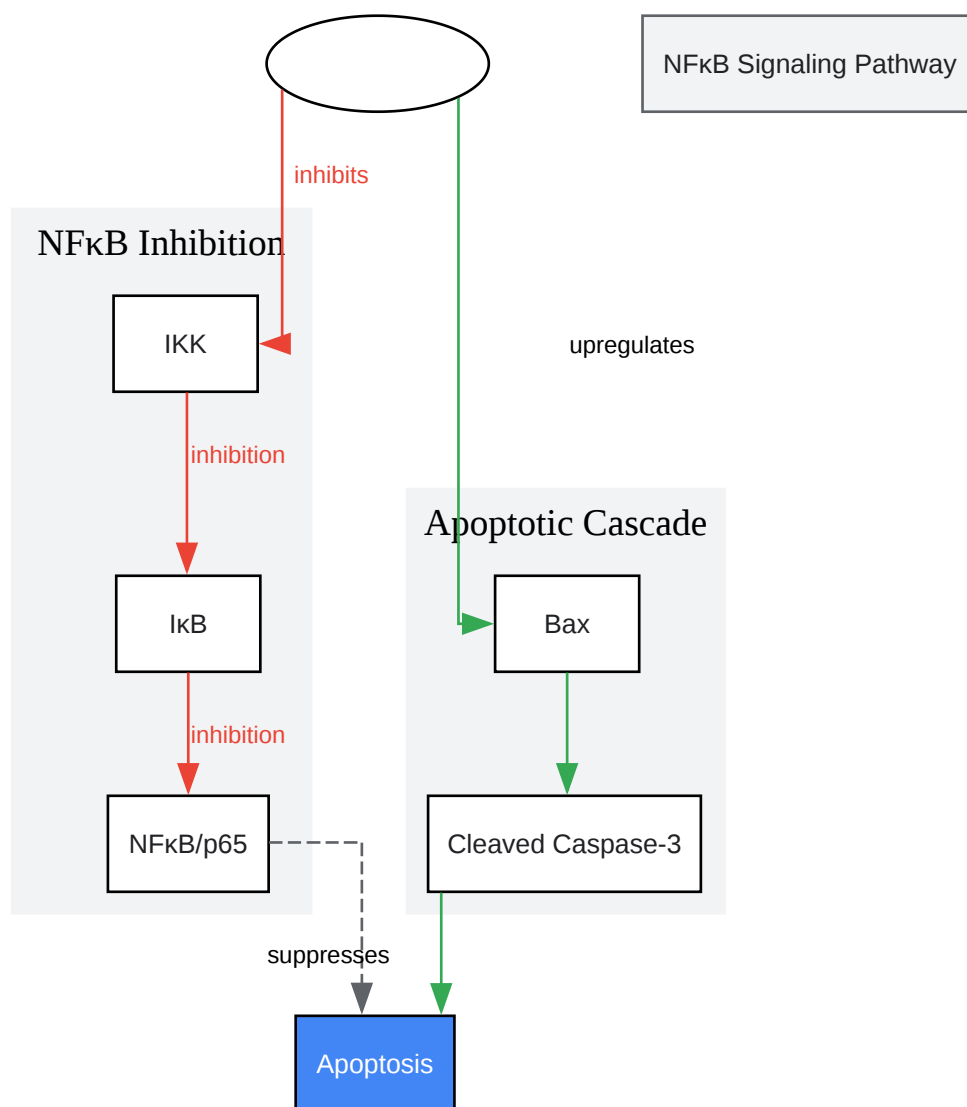 NFκB Signaling Pathway
inhibits
NFκB Inhibition
IKK
upregulates
inhibition
Apoptotic Cascade
IκB
Bax
inhibition
NFκB/p65
Cleaved Caspase-3
suppresses
Apoptosis